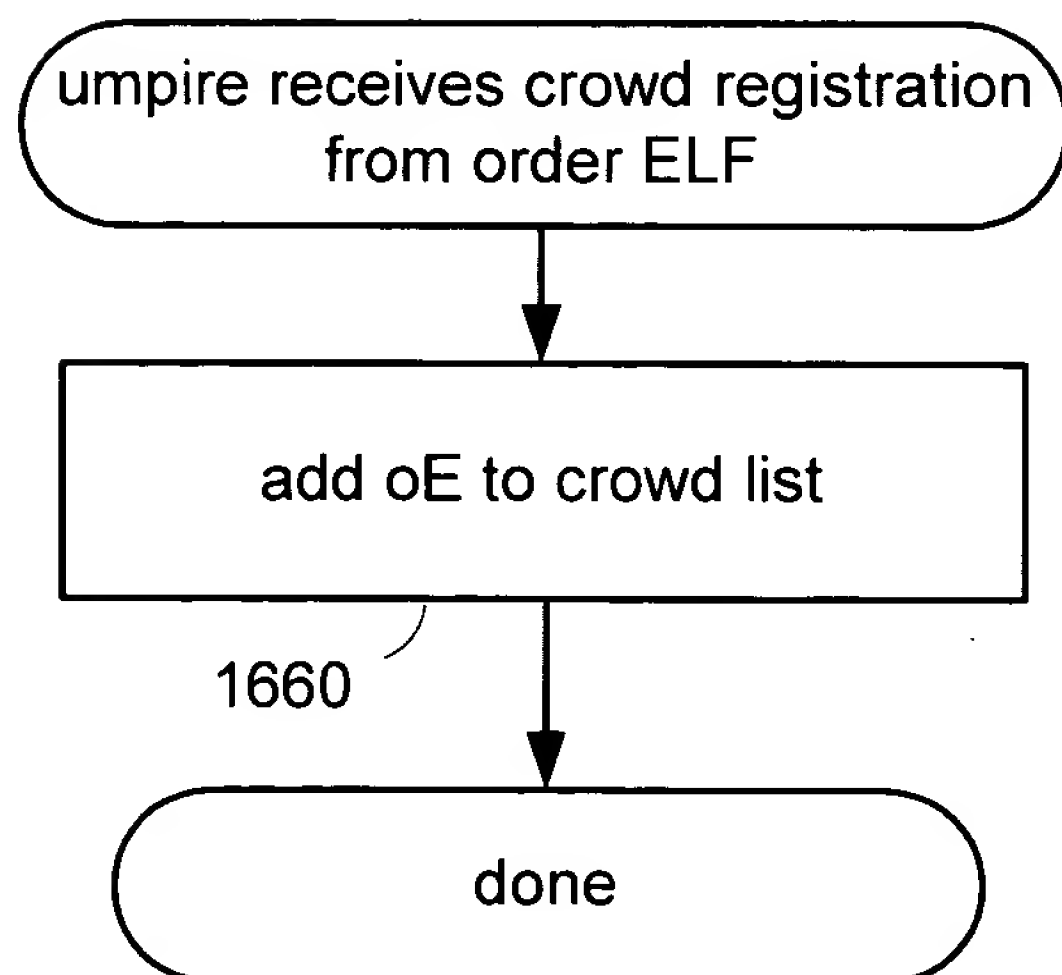 umpire receives crowd registration
from order ELF
add oE to crowd list
1660
done